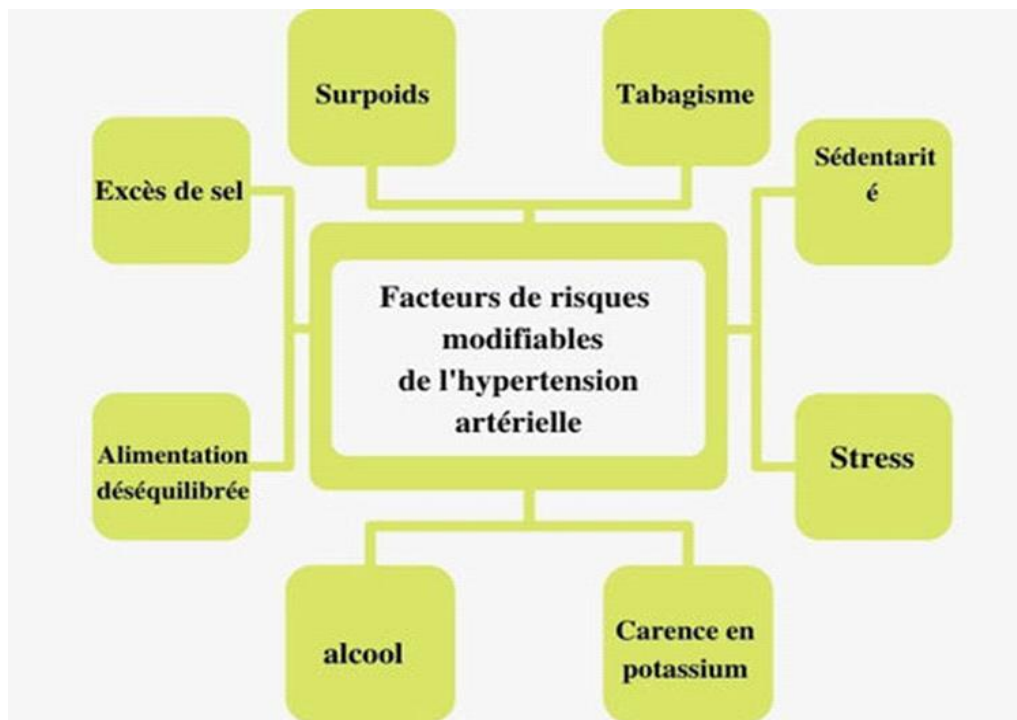 Surpoids
Tabagisme
Excès de sel
Sédentarit
é
Facteurs de risques
modifiables
de l'hypertension
artérielle
Alimentation
déséquilibrée
Stress
alcool
Carence en
potassium